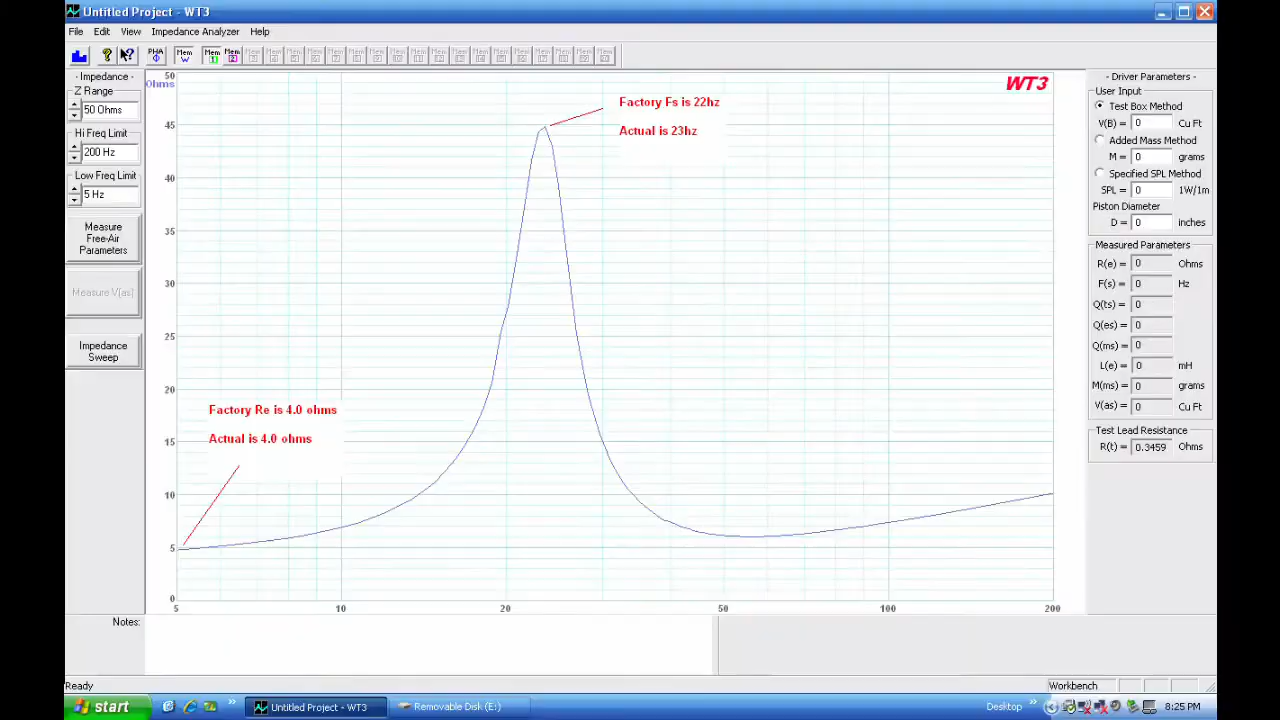 Untitled Project - WT3
File Edit View Impedance Analyzer Help
PHA Mem W Mem 1 Mem 2
- Impedance -
Z Range
50 Ohms
Hi Freq Limit
200 Hz
Low Freq Limit
5 Hz
Measure
Free-Air
Parameters
Measure V[as]
Impedance
Sweep
50
Ohms
45
40
35
30
25
20
15
10
5
0
5 10 20 50 100 200
WT3
Factory Fs is 22hz
Actual is 23hz
Factory Re is 4.0 ohms
Actual is 4.0 ohms
- Driver Parameters -
User Input
Test Box Method
V(B) = 0 Cu Ft
Added Mass Method
M = 0 grams
Specified SPL Method
SPL = 0 1W/1m
Piston Diameter
D = 0 inches
Measured Parameters
R(e) = 0 Ohms
F(s) = 0 Hz
Q(ts) = 0
Q(es) = 0
Q(ms) = 0
L(e) = 0 mH
M(ms) = 0 grams
V(as) = 0 Cu Ft
Test Lead Resistance
R(t) = 0.3459 Ohms
Notes:
Ready
Workbench
start
Untitled Project - WT3
Removable Disk (E:)
Desktop
8:25 PM